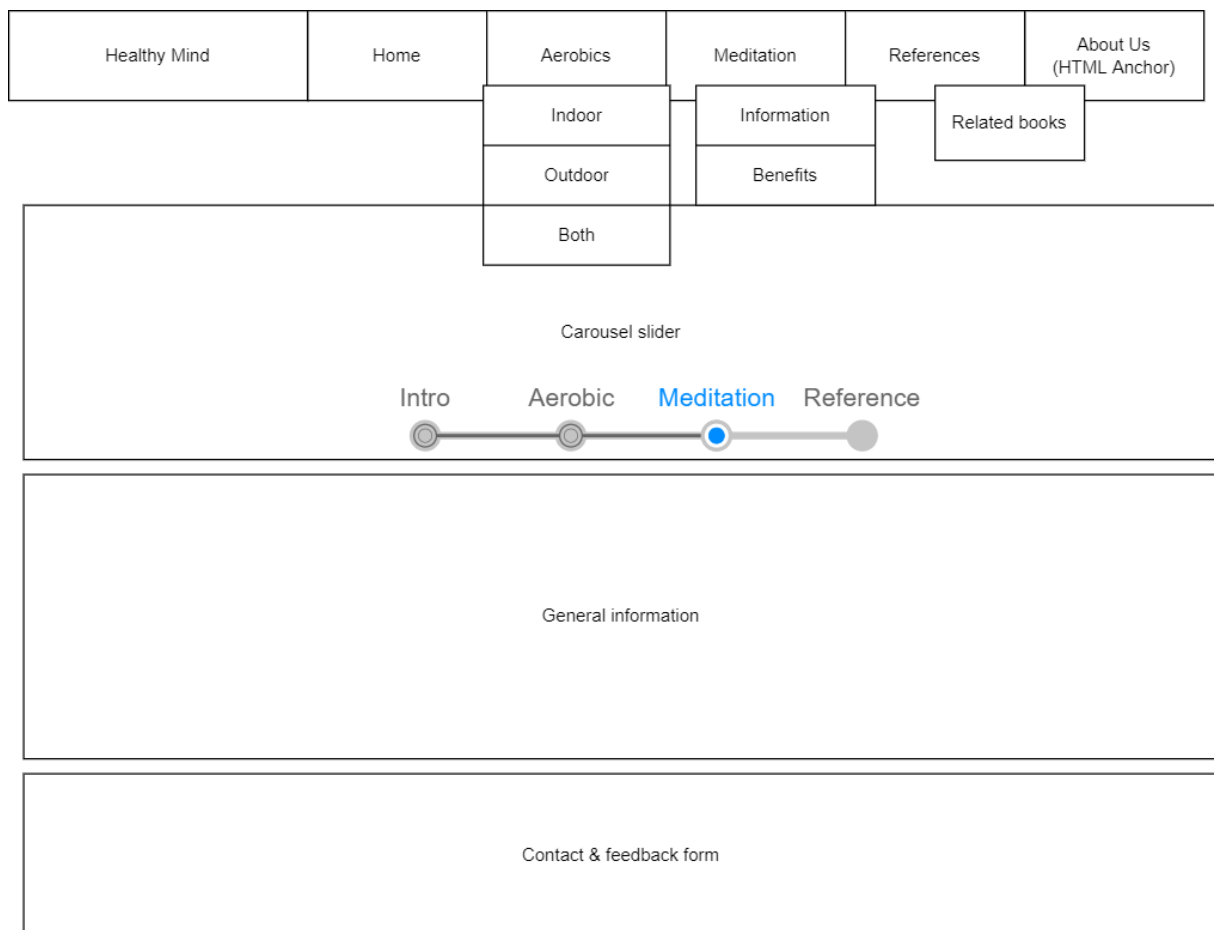 Healthy Mind
Home
Aerobics
Meditation
References
About Us
(HTML Anchor)
Indoor
Information
Related books
Outdoor
Benefits
Both
Carousel slider
Intro
Aerobic
Meditation
Reference
General information
Contact & feedback form